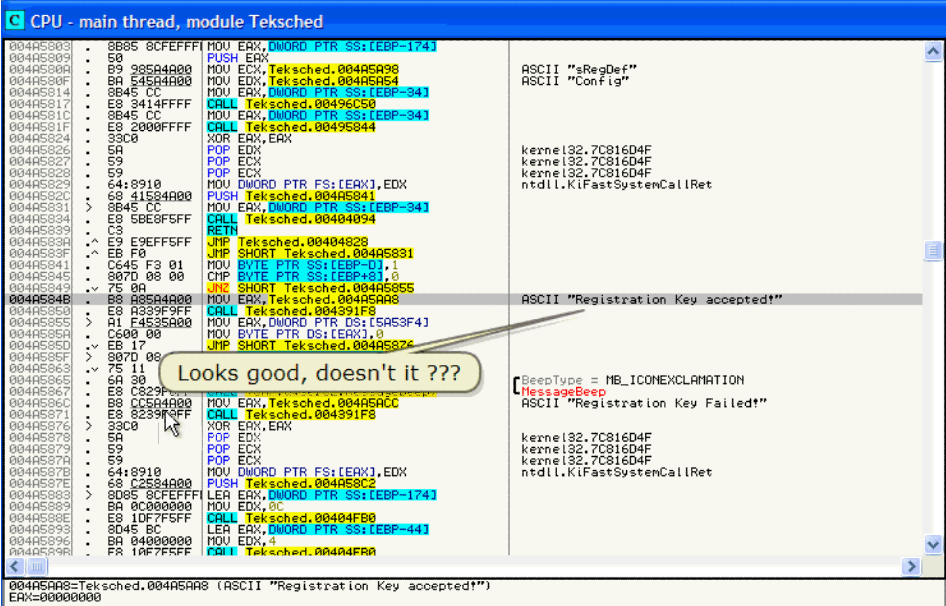 C CPU - main thread, module Teksched
004A5803 . 8B85 8CFEFFFF MOV EAX,DWORD PTR SS:[EBP-174]
004A5809 . 50 PUSH EAX
004A580A . B9 985A4A00 MOV ECX,Teksched.004A5A98 ASCII "sRegDef"
004A580F . BA 545A4A00 MOV EDX,Teksched.004A5A54 ASCII "Config"
004A5814 . 8B45 CC MOV EAX,DWORD PTR SS:[EBP-34]
004A5817 . E8 3414FFFF CALL Teksched.00496C50
004A581C . 8B45 CC MOV EAX,DWORD PTR SS:[EBP-34]
004A581F . E8 2000FFFF CALL Teksched.00495844
004A5824 . 33C0 XOR EAX,EAX
004A5826 . 5A POP EDX kernel32.7C816D4F
004A5827 . 59 POP ECX kernel32.7C816D4F
004A5828 . 59 POP ECX kernel32.7C816D4F
004A5829 . 64:8910 MOV DWORD PTR FS:[EAX],EDX ntdll.KiFastSystemCallRet
004A582C . 68 41584A00 PUSH Teksched.004A5841
004A5831 > 8B45 CC MOV EAX,DWORD PTR SS:[EBP-34]
004A5834 . E8 5BE8F5FF CALL Teksched.00404094
004A5839 . C3 RETN
004A583A .^ E9 E9EFF5FF JMP Teksched.00404828
004A583F .^ EB F0 JMP SHORT Teksched.004A5831
004A5841 . C645 F3 01 MOV BYTE PTR SS:[EBP-D],1
004A5845 . 807D 08 00 CMP BYTE PTR SS:[EBP+8],0
004A5849 .v 75 0A JNZ SHORT Teksched.004A5855
004A584B . B8 A85A4A00 MOV EAX,Teksched.004A5AA8 ASCII "Registration Key accepted!"
004A5850 . E8 A339F9FF CALL Teksched.004391F8
004A5855 > A1 F4535A00 MOV EAX,DWORD PTR DS:[5A53F4]
004A585A . C600 00 MOV BYTE PTR DS:[EAX],0
004A585D .v EB 17 JMP SHORT Teksched.004A5876
004A585F > 807D 08
004A5863 .v 75 11
Looks good, doesn't it ???
004A5865 . 6A 30 BeepType = MB_ICONEXCLAMATION
004A5867 . E8 MessageBeep
004A586C . B8 CC5A4A00 MOV EAX,Teksched.004A5ACC ASCII "Registration Key Failed!"
004A5871 . E8 8239F9FF CALL Teksched.004391F8
004A5876 > 33C0 XOR EAX,EAX
004A5878 . 5A POP EDX kernel32.7C816D4F
004A5879 . 59 POP ECX kernel32.7C816D4F
004A587A . 59 POP ECX kernel32.7C816D4F
004A587B . 64:8910 MOV DWORD PTR FS:[EAX],EDX ntdll.KiFastSystemCallRet
004A587E . 68 C2584A00 PUSH Teksched.004A58C2
004A5883 > 8D85 8CFEFFFF LEA EAX,DWORD PTR SS:[EBP-174]
004A5889 . BA 0C000000 MOV EDX,0C
004A588E . E8 1DF7F5FF CALL Teksched.00404FB0
004A5893 . 8D45 BC LEA EAX,DWORD PTR SS:[EBP-44]
004A5896 . BA 04000000 MOV EDX,4
004A589B . E8 10F7F5FF CALL Teksched.00404FB0
004A5AA8=Teksched.004A5AA8 (ASCII "Registration Key accepted!")
EAX=00000000